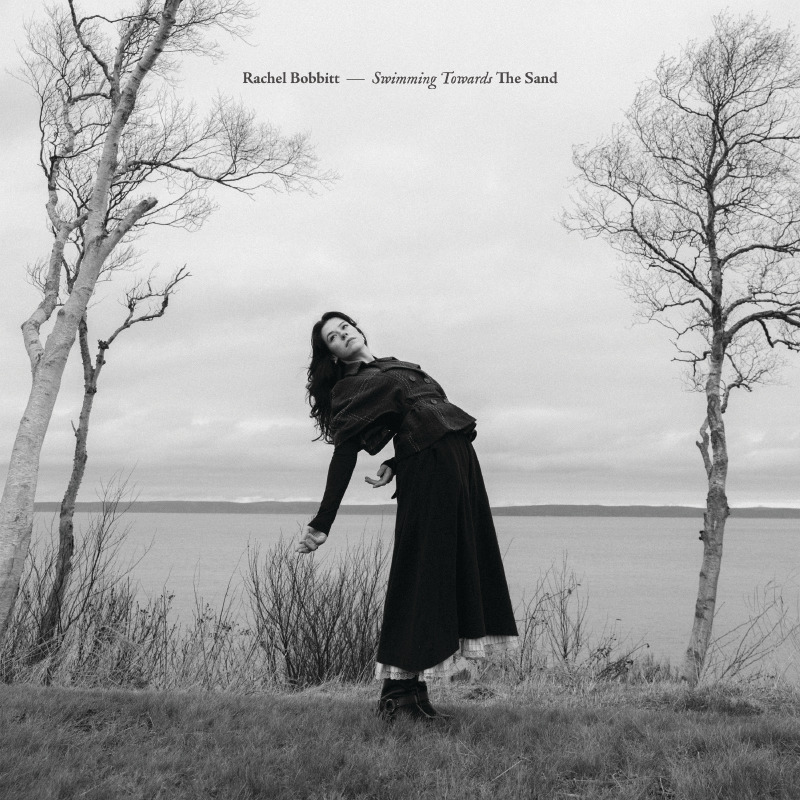 Rachel Bobbitt — Swimming Towards The Sand